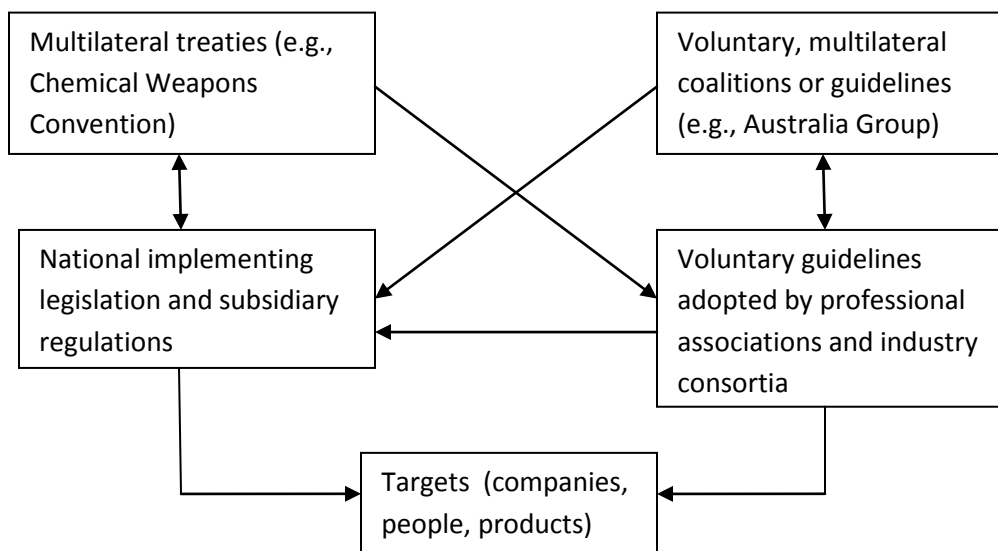 Multilateral treaties (e.g.,
Chemical Weapons
Convention)
Voluntary, multilateral
coalitions or guidelines
(e.g., Australia Group)
National implementing
legislation and subsidiary
regulations
Voluntary guidelines
adopted by professional
associations and industry
consortia
Targets  (companies,
people, products)